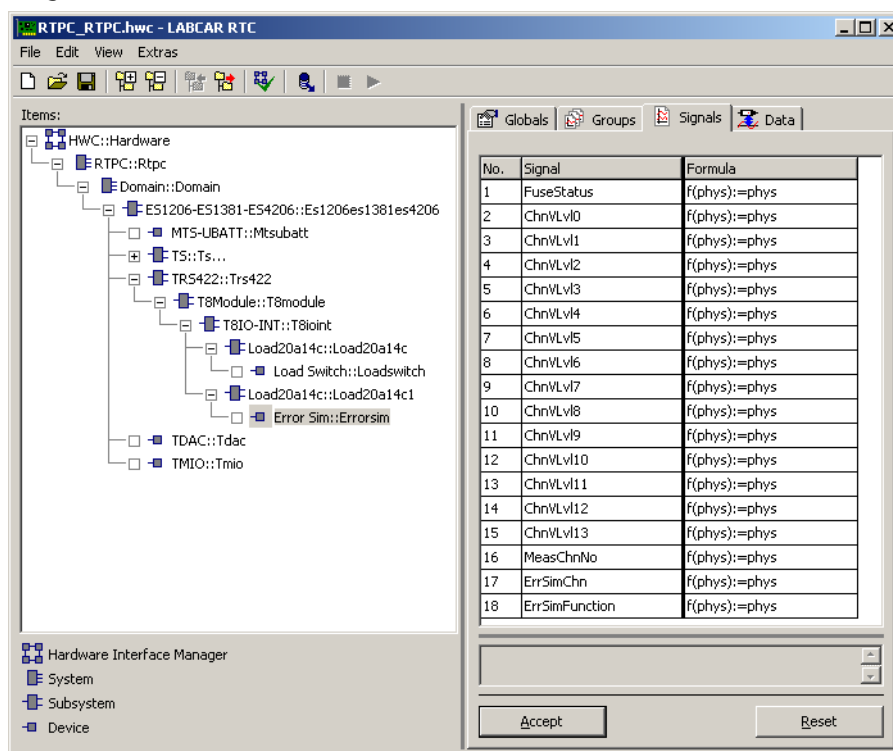 RTPC_RTPC.hwc - LABCAR RTC
File Edit View Extras
Items:
HWC::Hardware
RTPC::Rtpc
Domain::Domain
ES1206-ES1381-ES4206::Es1206es1381es4206
MTS-UBATT::Mtsubatt
TS::Ts...
TRS422::Trs422
T8Module::T8module
T8IO-INT::T8ioint
Load20a14c::Load20a14c
Load Switch::Loadswitch
Load20a14c::Load20a14c1
Error Sim::Errorsim
TDAC::Tdac
TMIO::Tmio
Hardware Interface Manager
System
Subsystem
Device
Globals Groups Signals Data
No. Signal Formula
1 FuseStatus f(phys):=phys
2 ChnVLvl0 f(phys):=phys
3 ChnVLvl1 f(phys):=phys
4 ChnVLvl2 f(phys):=phys
5 ChnVLvl3 f(phys):=phys
6 ChnVLvl4 f(phys):=phys
7 ChnVLvl5 f(phys):=phys
8 ChnVLvl6 f(phys):=phys
9 ChnVLvl7 f(phys):=phys
10 ChnVLvl8 f(phys):=phys
11 ChnVLvl9 f(phys):=phys
12 ChnVLvl10 f(phys):=phys
13 ChnVLvl11 f(phys):=phys
14 ChnVLvl12 f(phys):=phys
15 ChnVLvl13 f(phys):=phys
16 MeasChnNo f(phys):=phys
17 ErrSimChn f(phys):=phys
18 ErrSimFunction f(phys):=phys
Accept Reset